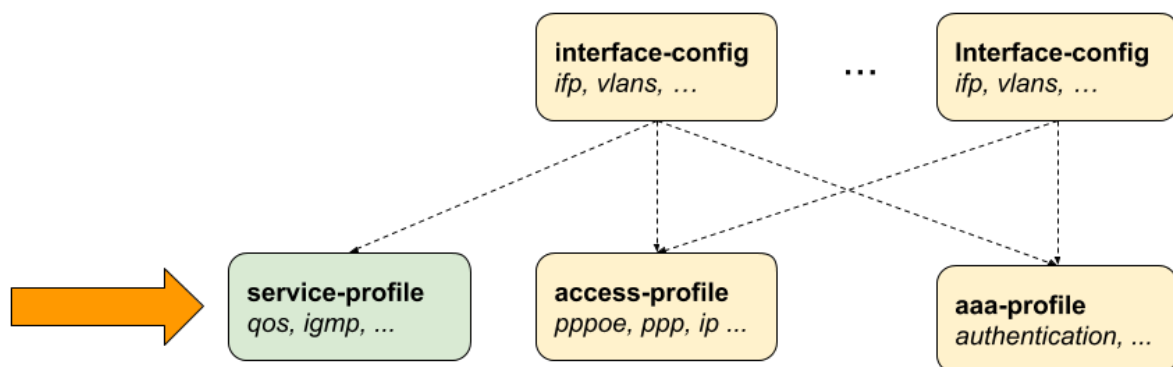 interface-config
ifp, vlans, …
...
Interface-config
ifp, vlans, …
service-profile
qos, igmp, ...
access-profile
pppoe, ppp, ip ...
aaa-profile
authentication, ...